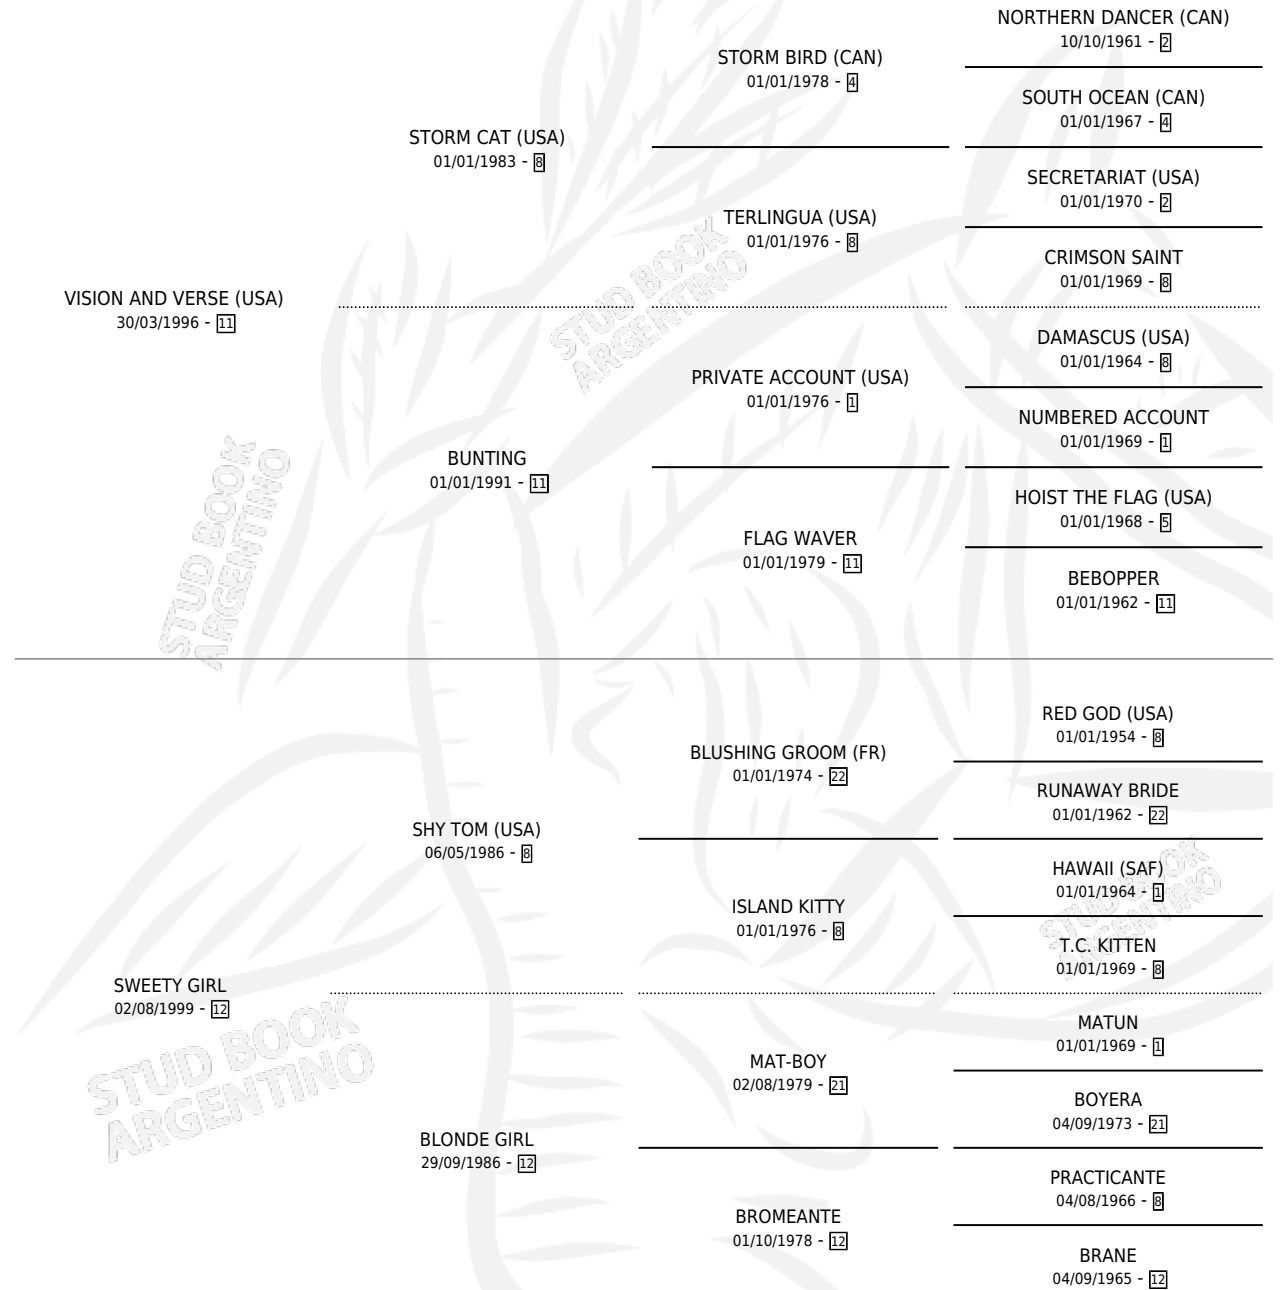 NORTHERN DANCER (CAN)
10/10/1961 - 2
STORM BIRD (CAN)
01/01/1978 - 4
SOUTH OCEAN (CAN)
01/01/1967 - 4
STORM CAT (USA)
01/01/1983 - 8
SECRETARIAT (USA)
01/01/1970 - 2
TERLINGUA (USA)
01/01/1976 - 8
CRIMSON SAINT
01/01/1969 - 8
VISION AND VERSE (USA)
30/03/1996 - 11
DAMASCUS (USA)
01/01/1964 - 8
PRIVATE ACCOUNT (USA)
01/01/1976 - 1
NUMBERED ACCOUNT
01/01/1969 - 1
BUNTING
01/01/1991 - 11
HOIST THE FLAG (USA)
01/01/1968 - 5
FLAG WAVER
01/01/1979 - 11
BEBOPPER
01/01/1962 - 11
RED GOD (USA)
01/01/1954 - 8
BLUSHING GROOM (FR)
01/01/1974 - 22
RUNAWAY BRIDE
01/01/1962 - 22
SHY TOM (USA)
06/05/1986 - 8
HAWAII (SAF)
01/01/1964 - 1
ISLAND KITTY
01/01/1976 - 8
T.C. KITTEN
01/01/1969 - 8
SWEETY GIRL
02/08/1999 - 12
MATUN
01/01/1969 - 1
MAT-BOY
02/08/1979 - 21
BOYERA
04/09/1973 - 21
BLONDE GIRL
29/09/1986 - 12
PRACTICANTE
04/08/1966 - 8
BROMEANTE
01/10/1978 - 12
BRANE
04/09/1965 - 12
STUD BOOK
ARGENTINO
STUD BOOK
ARGENTINO
STUD BOOK
ARGENTINO
STUD BOOK
ARGENTINO